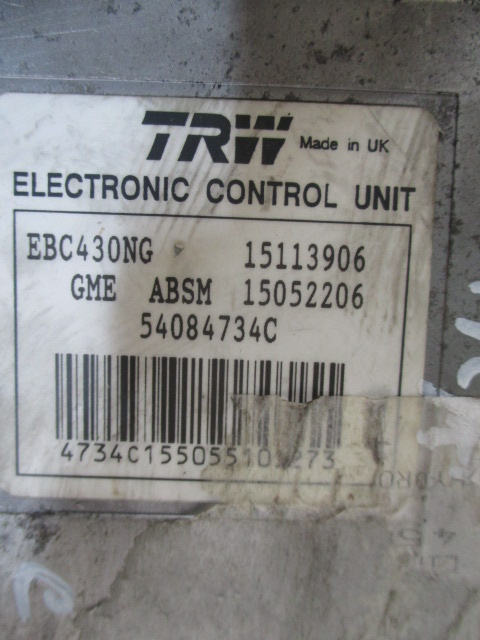 TRW Made in UK
ELECTRONIC CONTROL UNIT
EBC430NG 15113906
GME ABSM 15052206
54084734C